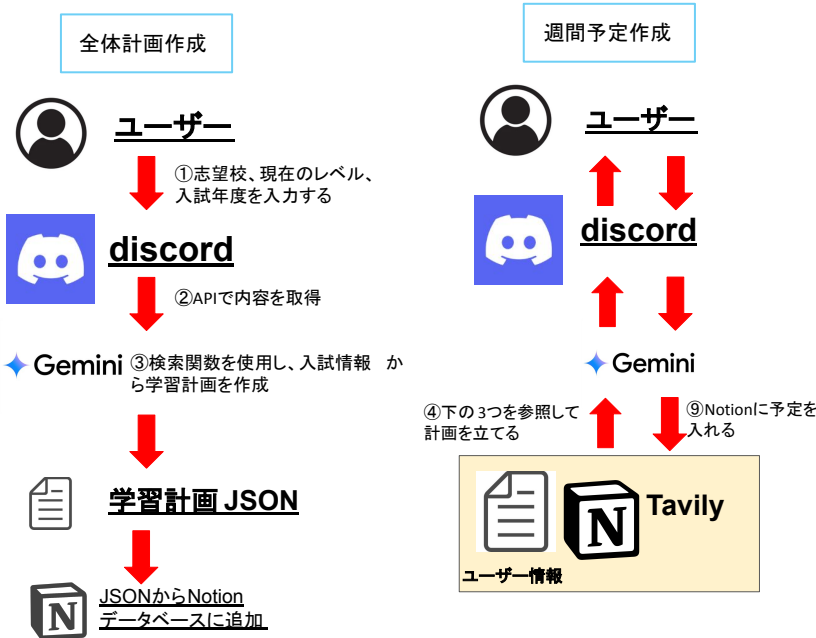 全体計画作成
ユーザー
①志望校、現在のレベル、
入試年度を入力する
discord
②APIで内容を取得
Gemini
③検索関数を使用し、入試情報　か
ら学習計画を作成
学習計画 JSON
N
JSONからNotion
データベースに追加
週間予定作成
ユーザー
discord
Gemini
④下の3つを参照して
計画を立てる
⑨Notionに予定を
入れる
N
Tavily
ユーザー情報